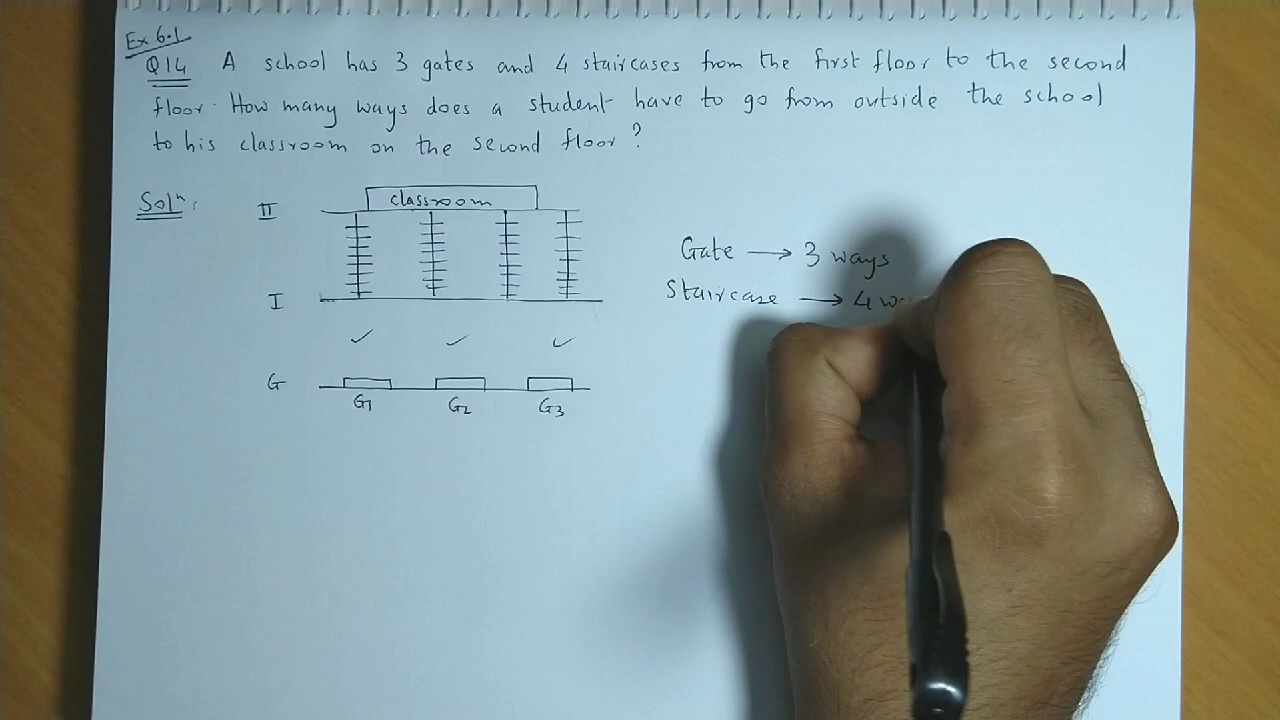 Ex 6.1
Q14 A school has 3 gates and 4 staircases from the first floor to the second
floor. How many ways does a student have to go from outside the school
to his classroom on the second floor?
Solⁿ:
II classroom
I
G
G1 G2 G3
Gate → 3 ways
Staircase → 4